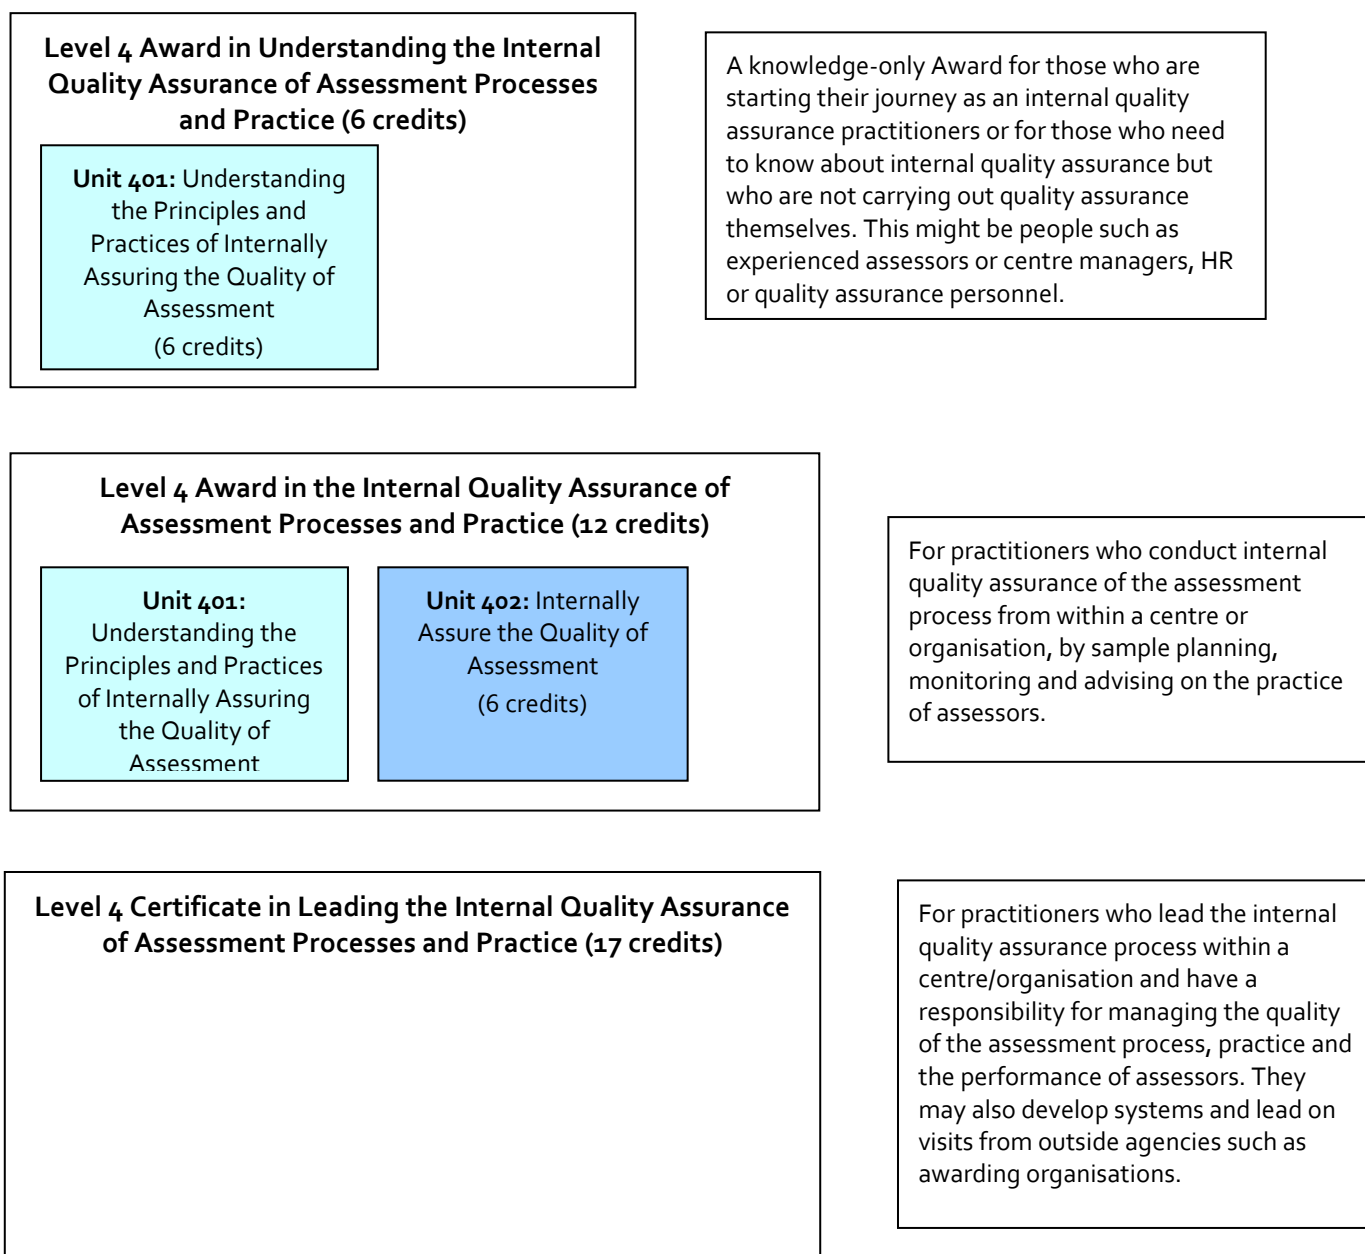 Level 4 Award in Understanding the Internal
Quality Assurance of Assessment Processes
and Practice (6 credits)
Unit 401: Understanding
the Principles and
Practices of Internally
Assuring the Quality of
Assessment
(6 credits)
A knowledge-only Award for those who are
starting their journey as an internal quality
assurance practitioners or for those who need
to know about internal quality assurance but
who are not carrying out quality assurance
themselves. This might be people such as
experienced assessors or centre managers, HR
or quality assurance personnel.
Level 4 Award in the Internal Quality Assurance of
Assessment Processes and Practice (12 credits)
Unit 401:
Understanding the
Principles and Practices
of Internally Assuring
the Quality of
Assessment
Unit 402: Internally
Assure the Quality of
Assessment
(6 credits)
For practitioners who conduct internal
quality assurance of the assessment
process from within a centre or
organisation, by sample planning,
monitoring and advising on the practice
of assessors.
Level 4 Certificate in Leading the Internal Quality Assurance
of Assessment Processes and Practice (17 credits)
For practitioners who lead the internal
quality assurance process within a
centre/organisation and have a
responsibility for managing the quality
of the assessment process, practice and
the performance of assessors. They
may also develop systems and lead on
visits from outside agencies such as
awarding organisations.